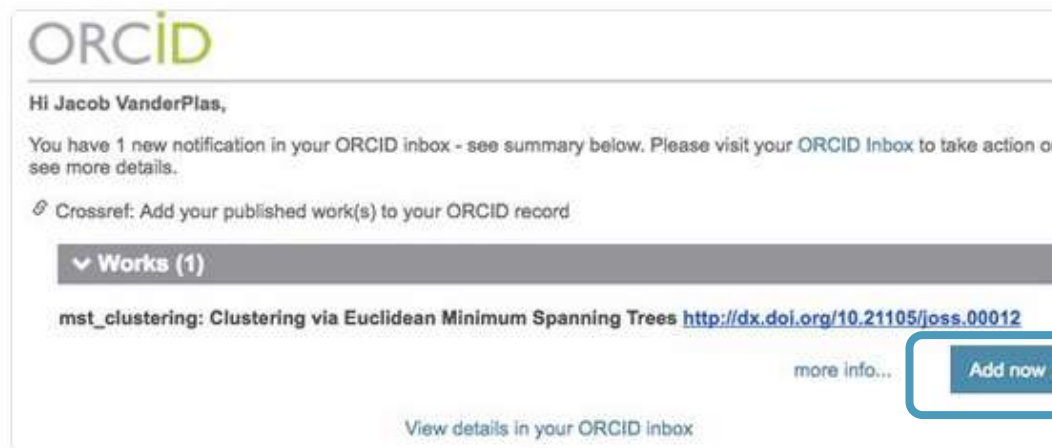 ORCID
Hi Jacob VanderPlas,
You have 1 new notification in your ORCID inbox - see summary below. Please visit your ORCID Inbox to take action o
see more details.
Crossref: Add your published work(s) to your ORCID record
Works (1)
mst_clustering: Clustering via Euclidean Minimum Spanning Trees http://dx.doi.org/10.21105/joss.00012
more info... Add now
View details in your ORCID inbox